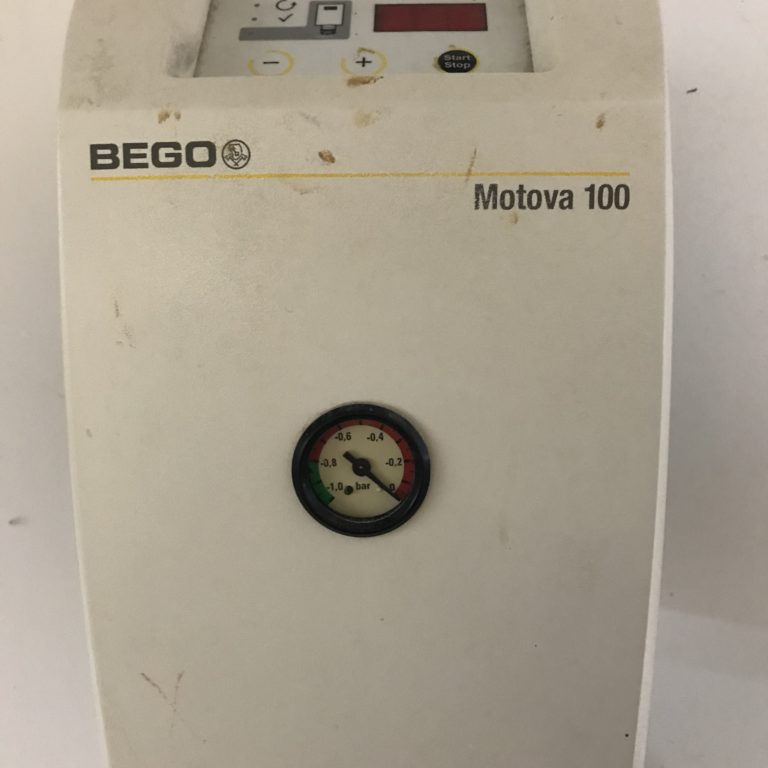 − +
Start
Stop
BEGO
Motova 100
-0,6 -0,4
-0,8 -0,2
-1,0 bar 0